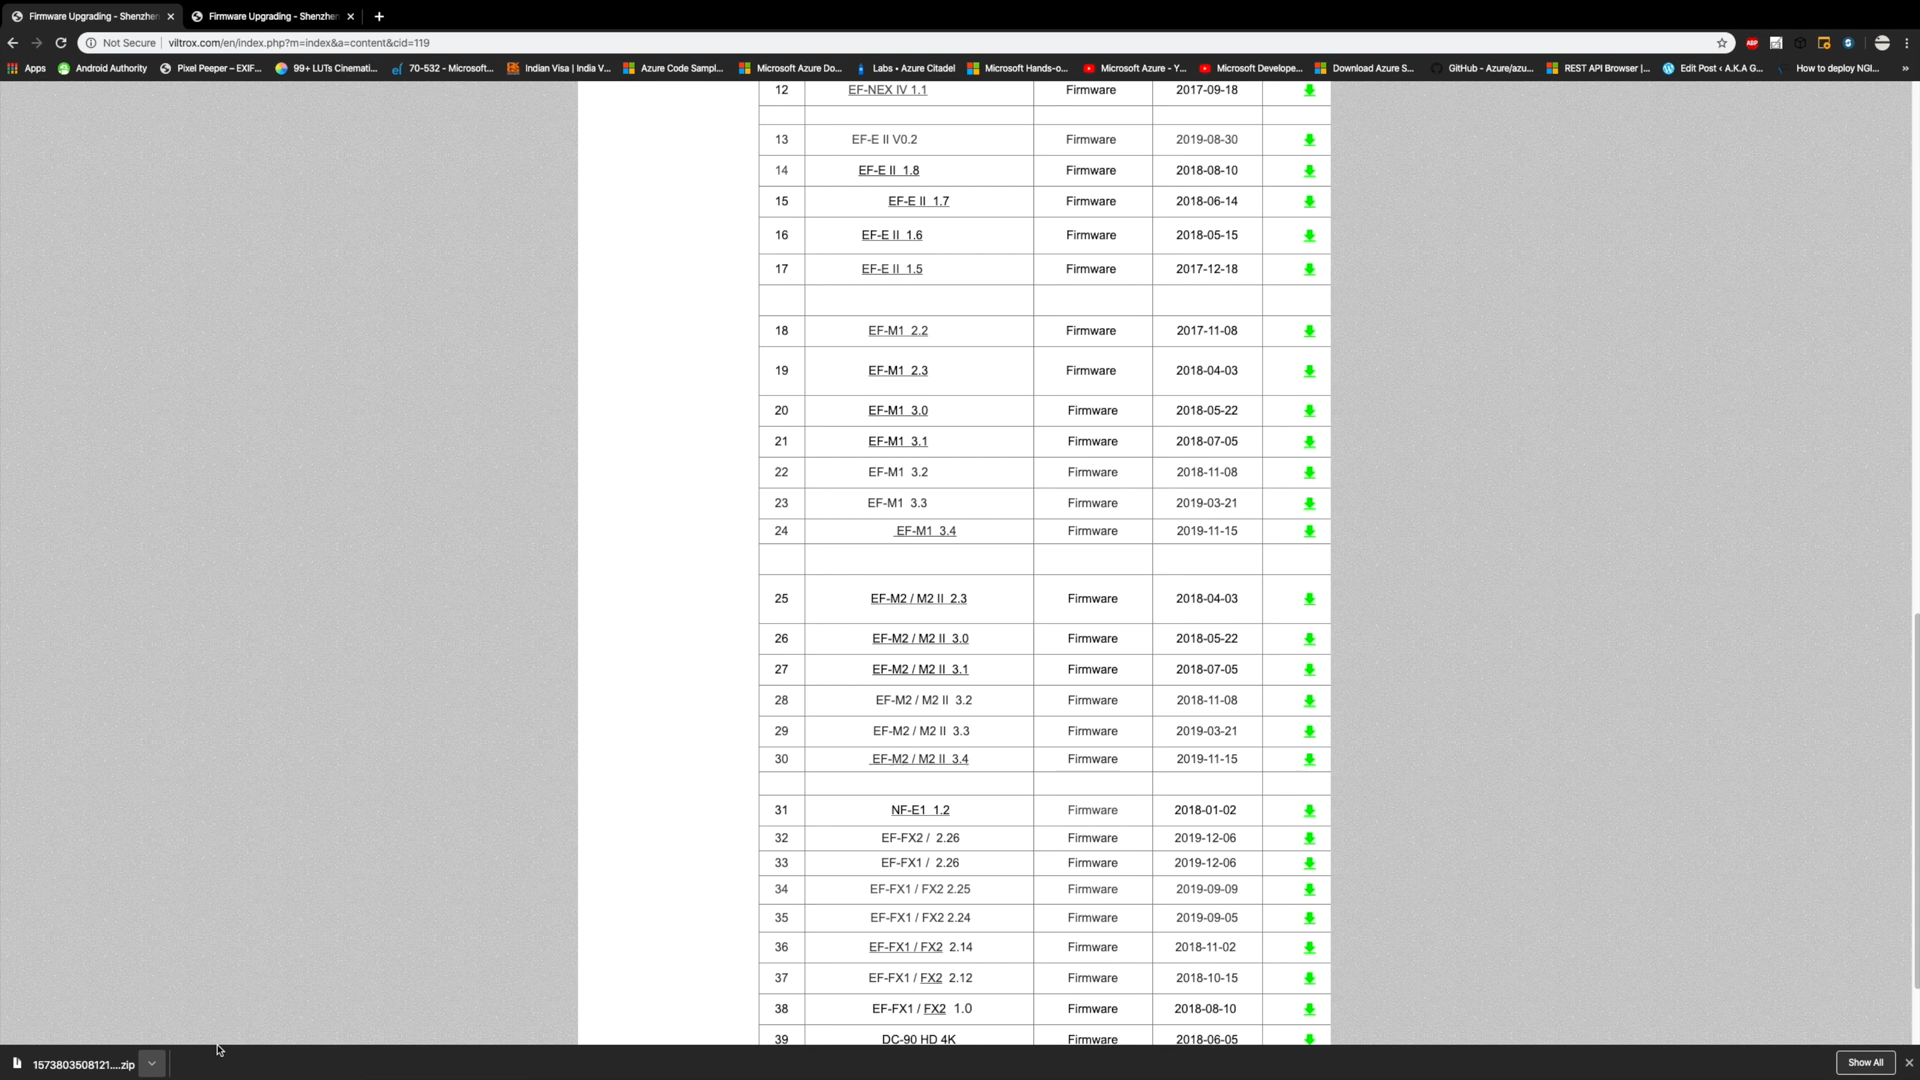 Firmware Upgrading - Shenzhen
Firmware Upgrading - Shenzhen
Not Secure | viltrox.com/en/index.php?m=index&a=content&cid=119
ABP
Apps Android Authority Pixel Peeper – EXIF... 99+ LUTs Cinemati... 70-532 - Microsoft... Indian Visa | India V... Azure Code Sampl... Microsoft Azure Do... Labs • Azure Citadel Microsoft Hands-o... Microsoft Azure - Y... Microsoft Develope... Download Azure S... GitHub - Azure/azu... REST API Browser |... Edit Post ‹ A.K.A G... How to deploy NGI... »
12 EF-NEX IV 1.1 Firmware 2017-09-18
13 EF-E II V0.2 Firmware 2019-08-30
14 EF-E II 1.8 Firmware 2018-08-10
15 EF-E II 1.7 Firmware 2018-06-14
16 EF-E II 1.6 Firmware 2018-05-15
17 EF-E II 1.5 Firmware 2017-12-18
18 EF-M1 2.2 Firmware 2017-11-08
19 EF-M1 2.3 Firmware 2018-04-03
20 EF-M1 3.0 Firmware 2018-05-22
21 EF-M1 3.1 Firmware 2018-07-05
22 EF-M1 3.2 Firmware 2018-11-08
23 EF-M1 3.3 Firmware 2019-03-21
24 EF-M1 3.4 Firmware 2019-11-15
25 EF-M2 / M2 II 2.3 Firmware 2018-04-03
26 EF-M2 / M2 II 3.0 Firmware 2018-05-22
27 EF-M2 / M2 II 3.1 Firmware 2018-07-05
28 EF-M2 / M2 II 3.2 Firmware 2018-11-08
29 EF-M2 / M2 II 3.3 Firmware 2019-03-21
30 EF-M2 / M2 II 3.4 Firmware 2019-11-15
31 NF-E1 1.2 Firmware 2018-01-02
32 EF-FX2 / 2.26 Firmware 2019-12-06
33 EF-FX1 / 2.26 Firmware 2019-12-06
34 EF-FX1 / FX2 2.25 Firmware 2019-09-09
35 EF-FX1 / FX2 2.24 Firmware 2019-09-05
36 EF-FX1 / FX2 2.14 Firmware 2018-11-02
37 EF-FX1 / FX2 2.12 Firmware 2018-10-15
38 EF-FX1 / FX2 1.0 Firmware 2018-08-10
39 DC-90 HD 4K Firmware 2018-06-05
1573803508121....zip
Show All